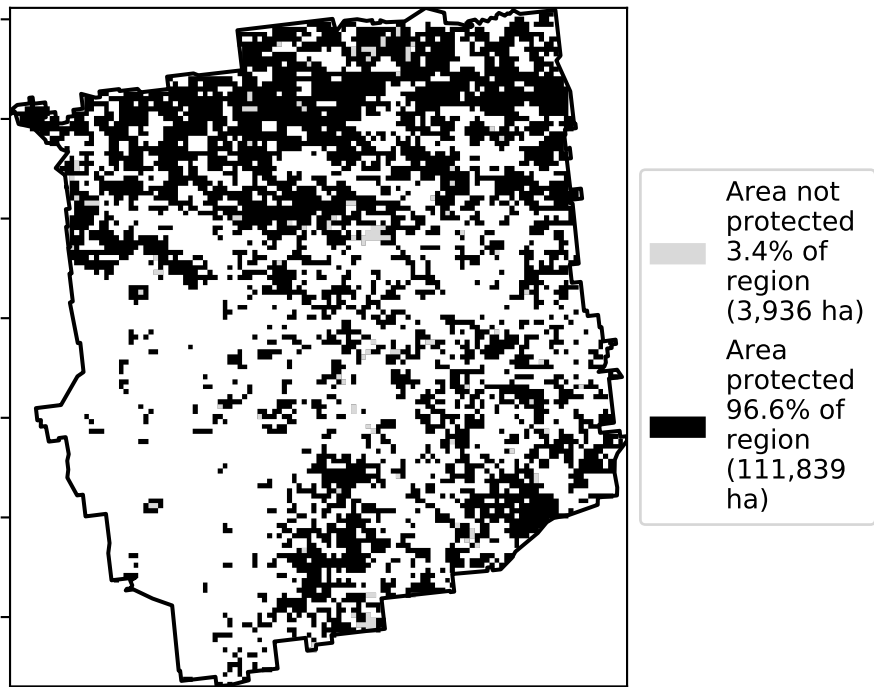 Area not
protected
3.4% of
region
(3,936 ha)
Area
protected
96.6% of
region
(111,839
ha)